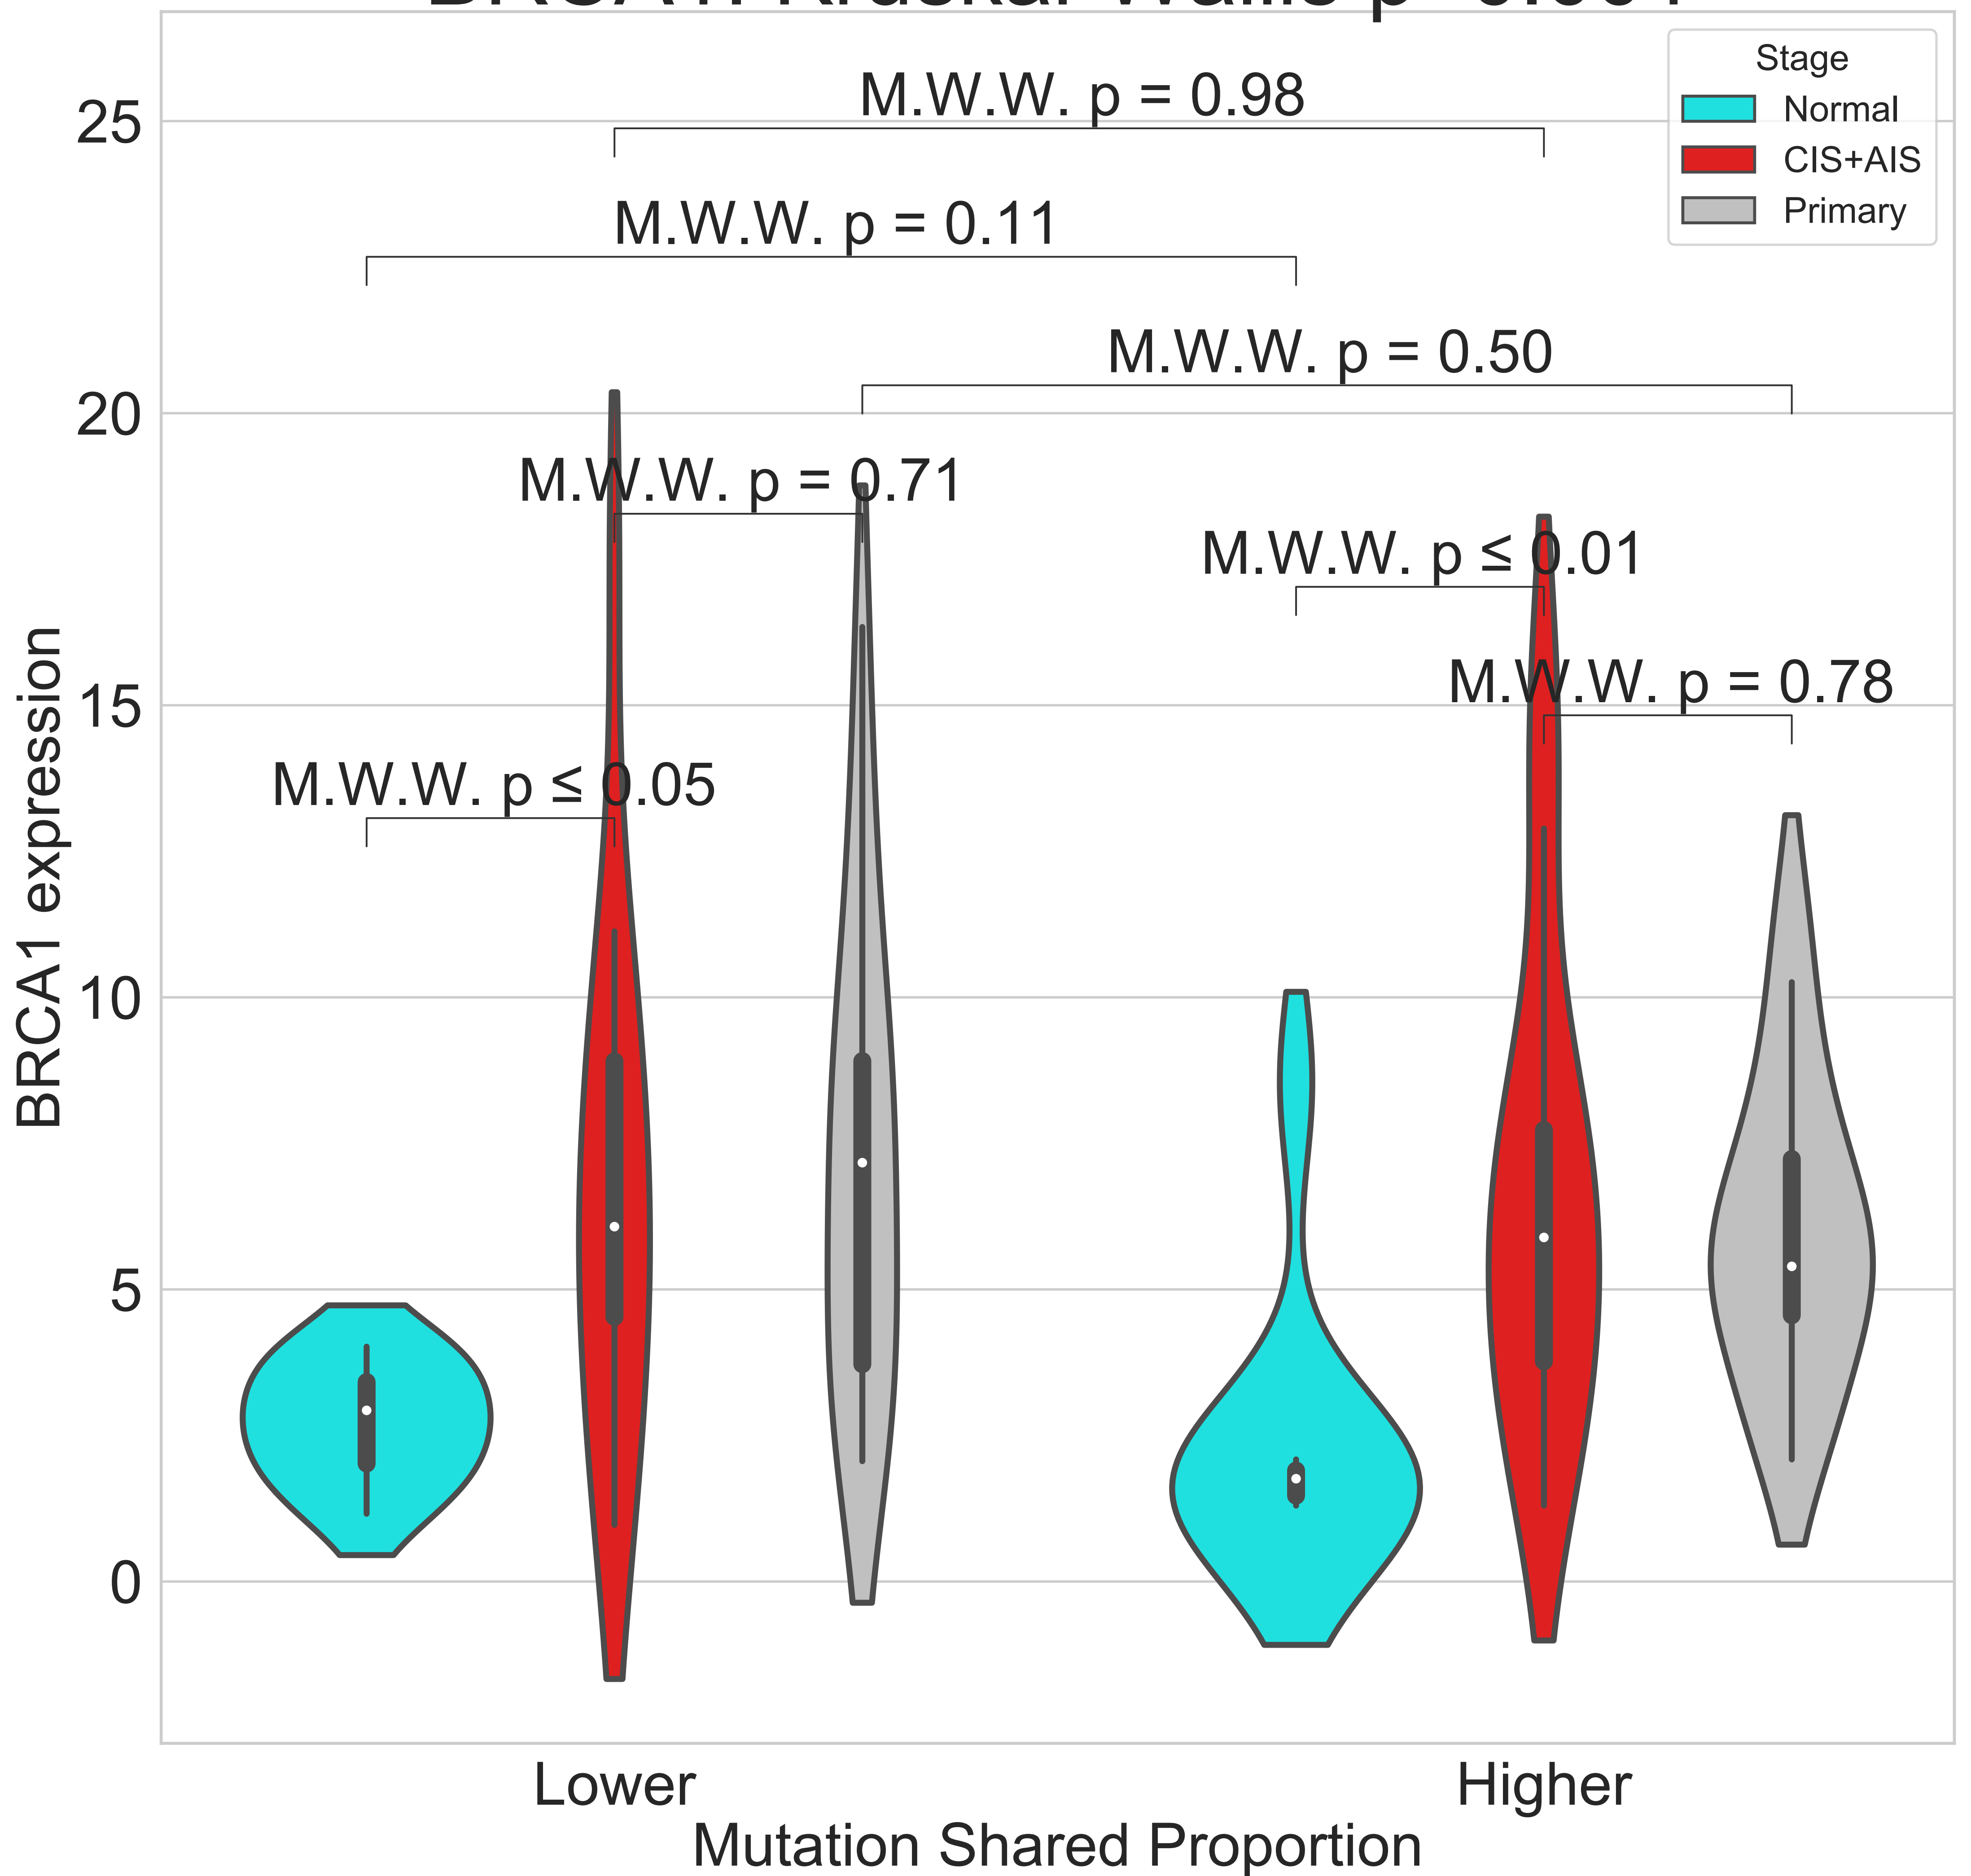 Stage
Normal
CIS+AIS
Primary
M.W.W. p = 0.98
M.W.W. p = 0.11
M.W.W. p = 0.50
M.W.W. p = 0.71
M.W.W. p ≤ 0.01
M.W.W. p = 0.78
M.W.W. p ≤ 0.05
25
20
15
10
5
0
BRCA1 expression
Lower
Higher
Mutation Shared Proportion